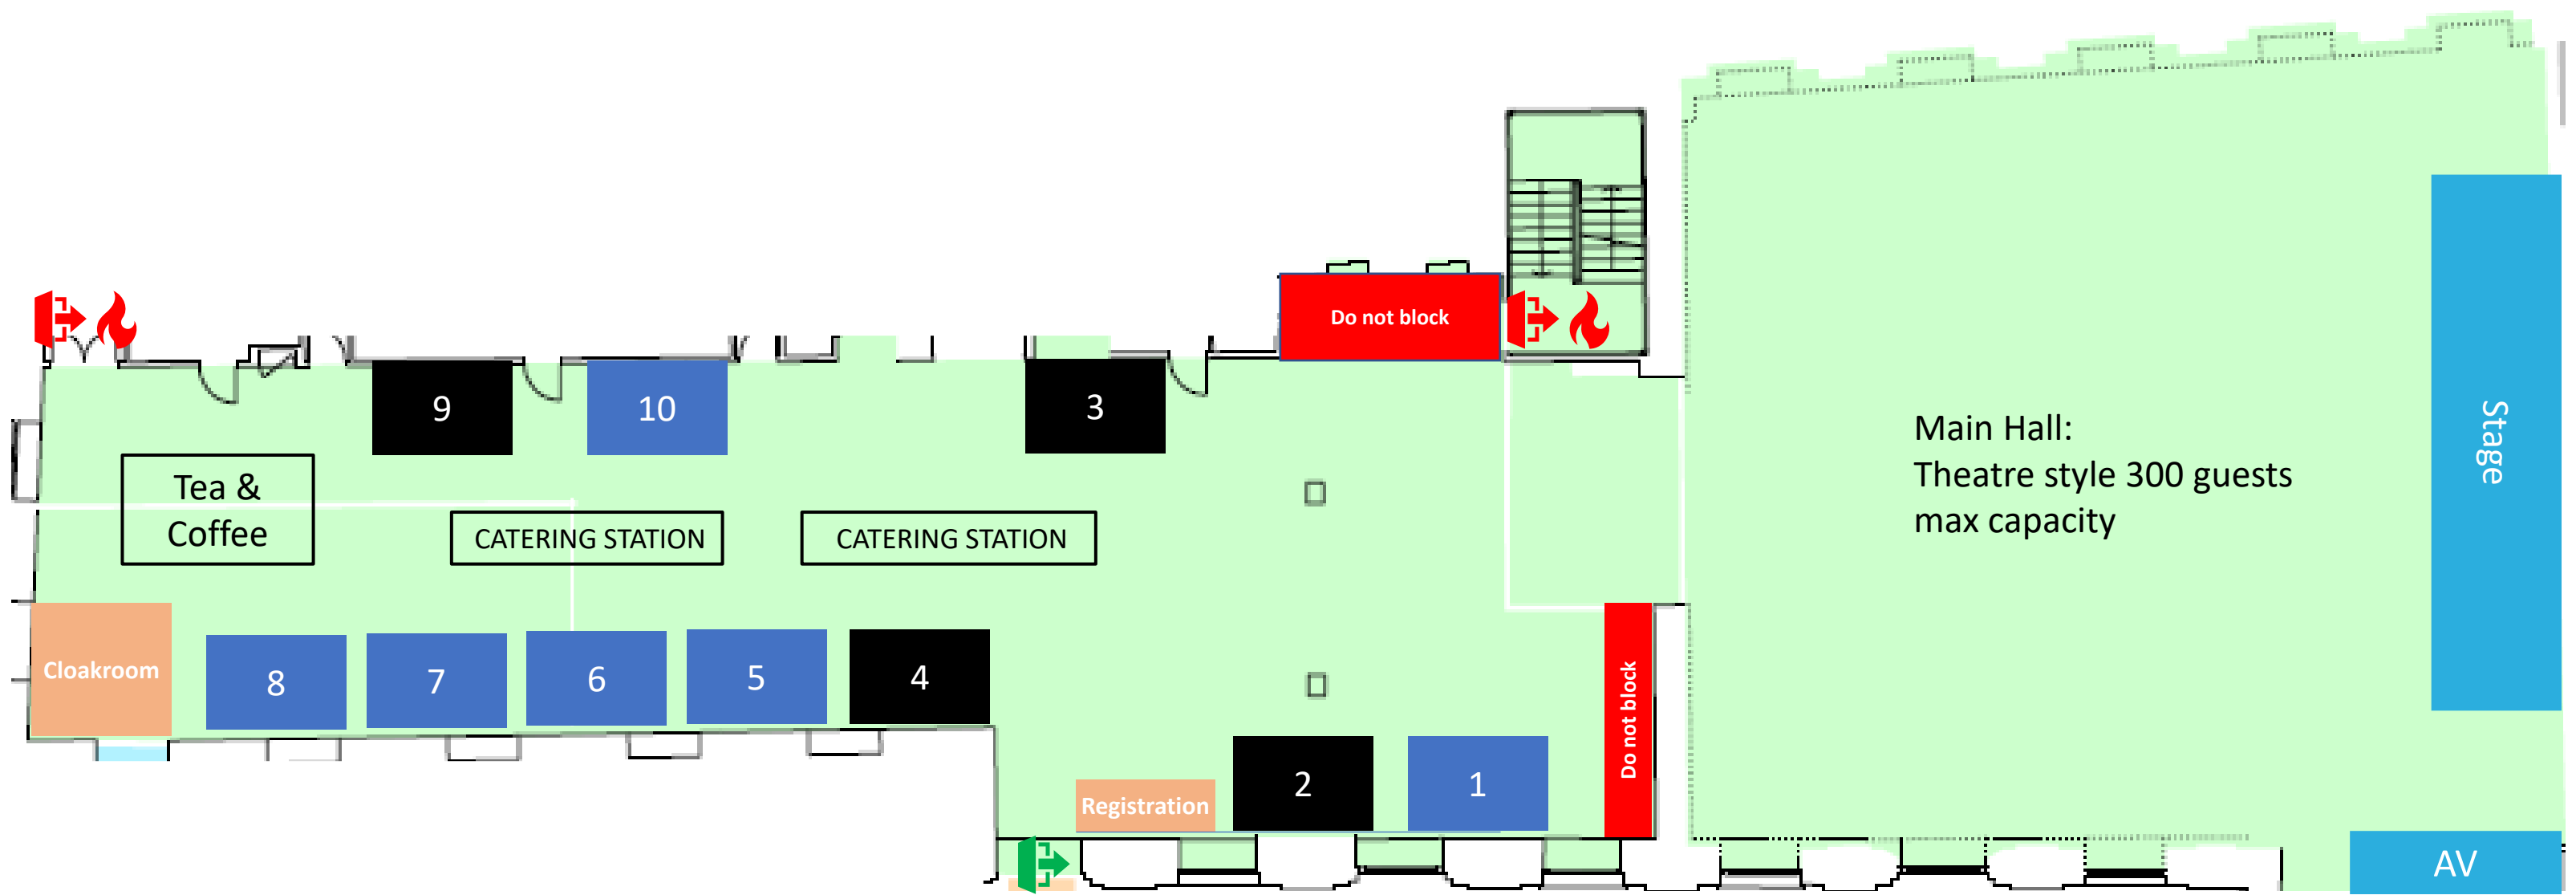 Do not block
9
10
3
Main Hall:
Theatre style 300 guests
max capacity
Stage
Tea &
Coffee
CATERING STATION
CATERING STATION
Cloakroom
8
7
6
5
4
Do not block
Registration
2
1
AV